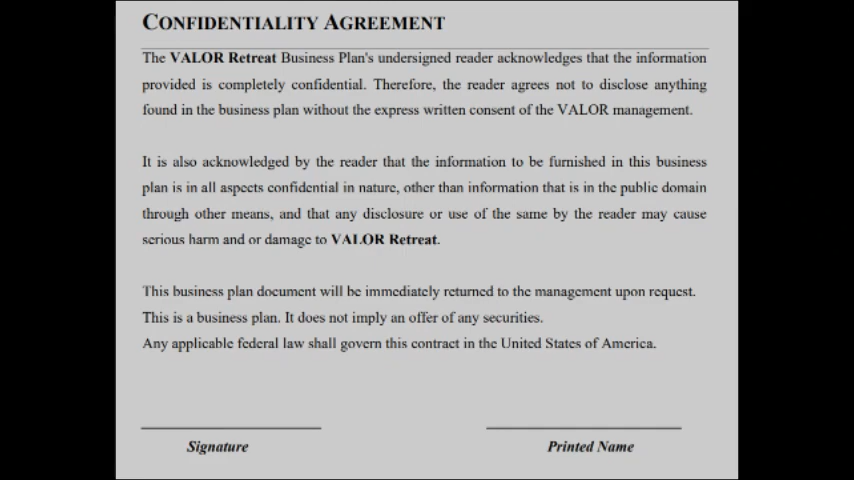 CONFIDENTIALITY AGREEMENT
The VALOR Retreat Business Plan's undersigned reader acknowledges that the information
provided is completely confidential. Therefore, the reader agrees not to disclose anything
found in the business plan without the express written consent of the VALOR management.
It is also acknowledged by the reader that the information to be furnished in this business
plan is in all aspects confidential in nature, other than information that is in the public domain
through other means, and that any disclosure or use of the same by the reader may cause
serious harm and or damage to VALOR Retreat.
This business plan document will be immediately returned to the management upon request.
This is a business plan. It does not imply an offer of any securities.
Any applicable federal law shall govern this contract in the United States of America.
Signature
Printed Name